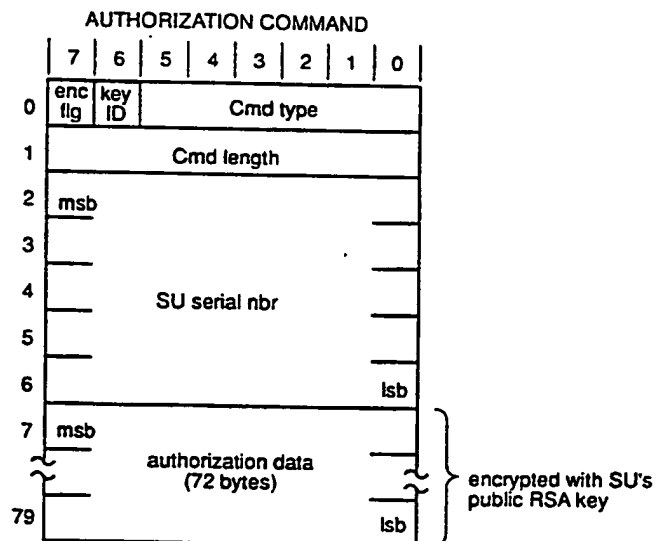 AUTHORIZATION COMMAND
7 6 5 4 3 2 1 0
0 enc flg key ID Cmd type
1 Cmd length
2 msb
3
4 SU serial nbr
5
6 lsb
7 msb
authorization data
(72 bytes)
encrypted with SU's
public RSA key
79 lsb